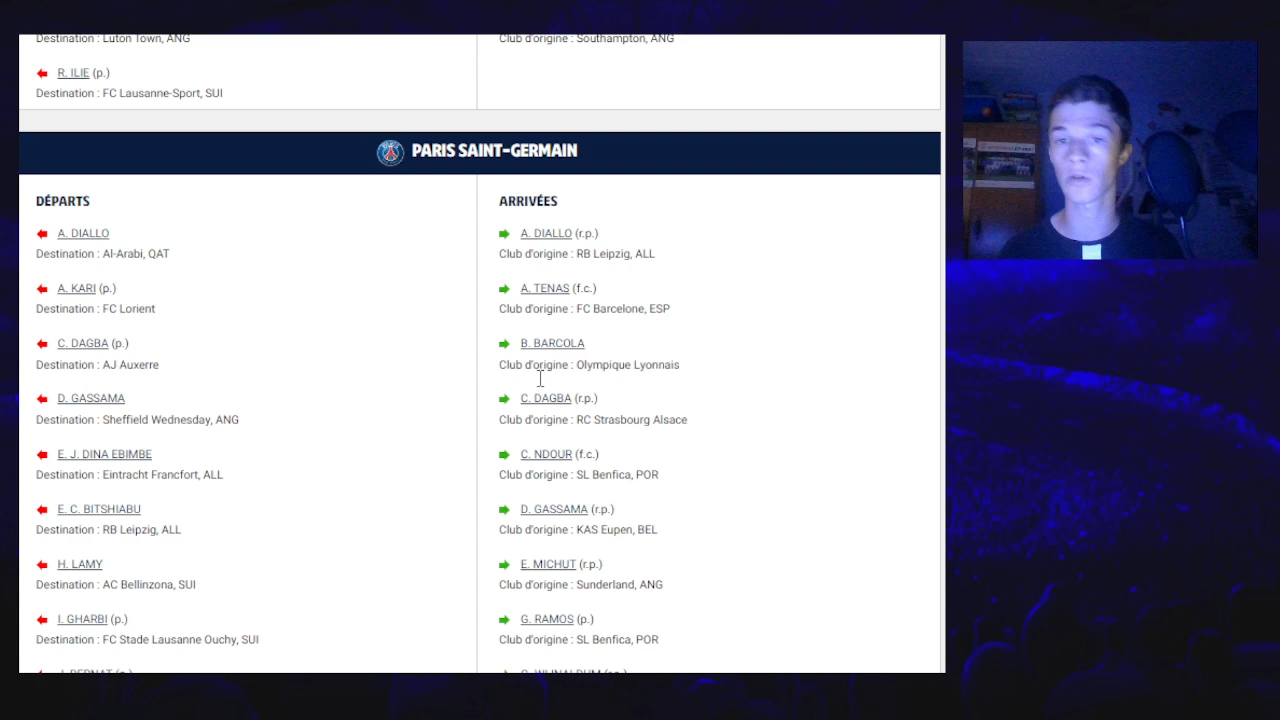 Destination : Luton Town, ANG
R. ILIE (p.)
Destination : FC Lausanne-Sport, SUI
Club d'origine : Southampton, ANG
PARIS SAINT-GERMAIN
DÉPARTS
A. DIALLO
Destination : Al-Arabi, QAT
A. KARI (p.)
Destination : FC Lorient
C. DAGBA (p.)
Destination : AJ Auxerre
D. GASSAMA
Destination : Sheffield Wednesday, ANG
E. J. DINA EBIMBE
Destination : Eintracht Francfort, ALL
E. C. BITSHIABU
Destination : RB Leipzig, ALL
H. LAMY
Destination : AC Bellinzona, SUI
I. GHARBI (p.)
Destination : FC Stade Lausanne Ouchy, SUI
ARRIVÉES
A. DIALLO (r.p.)
Club d'origine : RB Leipzig, ALL
A. TENAS (f.c.)
Club d'origine : FC Barcelone, ESP
B. BARCOLA
Club d'origine : Olympique Lyonnais
C. DAGBA (r.p.)
Club d'origine : RC Strasbourg Alsace
C. NDOUR (f.c.)
Club d'origine : SL Benfica, POR
D. GASSAMA (r.p.)
Club d'origine : KAS Eupen, BEL
E. MICHUT (r.p.)
Club d'origine : Sunderland, ANG
G. RAMOS (p.)
Club d'origine : SL Benfica, POR